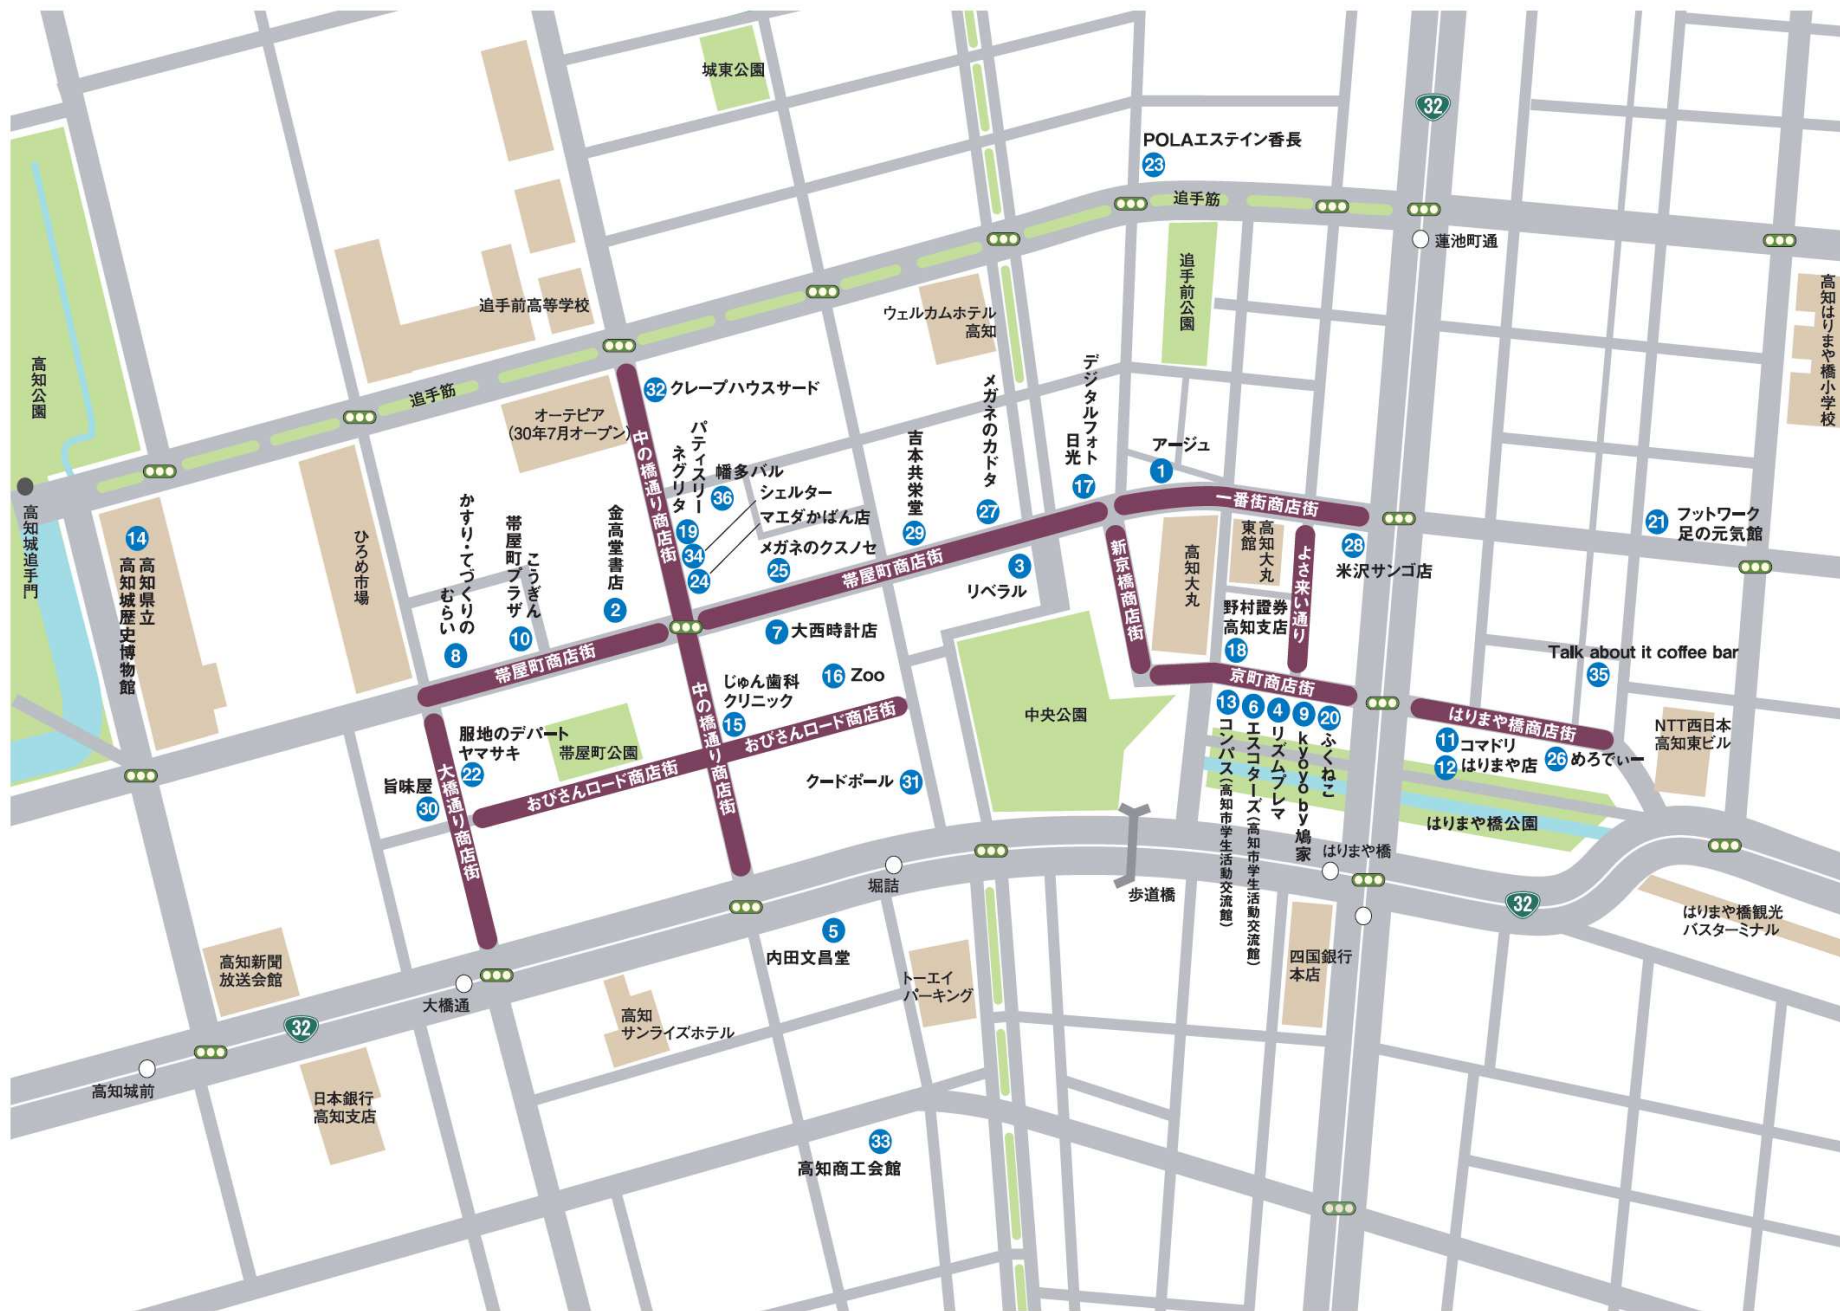 城東公園
32
POLAエステイン香長
23
追手筋
蓮池町通
追手前公園
高知はりまや橋小学校
追手前高等学校
ウェルカムホテル
高知
高知公園
追手筋
オーテピア
(30年7月オープン)
32 クレープハウスサード
中の橋通り商店街
パティスリー
ネグリタ
19
幡多バル
36
シェルター
34
マエダかばん店
24
メガネのクスノセ
25
吉本共栄堂
29
メガネのカドタ
27
デジタルフォト
日光
17
アージュ
1
一番街商店街
高知城追手門
14
高知県立
高知城歴史博物館
ひろめ市場
かすり・てづくりの
むらい
8
帯屋町プラザ
こうぎん
10
金高堂書店
2
帯屋町商店街
帯屋町商店街
3
リベラル
新京橋商店街
高知大丸
高知大丸
東館
よさ来い通り
28
米沢サンゴ店
21 フットワーク
足の元気館
7 大西時計店
16 Zoo
じゅん歯科
クリニック
15
中の橋通り商店街
野村證券
高知支店
18
京町商店街
Talk about it coffee bar
35
中央公園
服地のデパート
ヤマサキ
22
帯屋町公園
おびさんロード商店街
おびさんロード商店街
旨味屋
30
大橋通り商店街
クードポール 31
13
コンパス(高知市学生活動交流館)
6
エスコターズ(高知市学生活動交流館)
4
リズムブレマ
9
kyoyo by 鳩家
20
ふくねこ
はりまや橋商店街
11 コマドリ
12 はりまや店
26 めろでぃー
NTT西日本
高知東ビル
はりまや橋公園
はりまや橋
堀詰
歩道橋
32
はりまや橋観光
バスターミナル
5
内田文昌堂
トーエイ
パーキング
四国銀行
本店
高知新聞
放送会館
大橋通
高知
サンライズホテル
32
高知城前
日本銀行
高知支店
33
高知商工会館